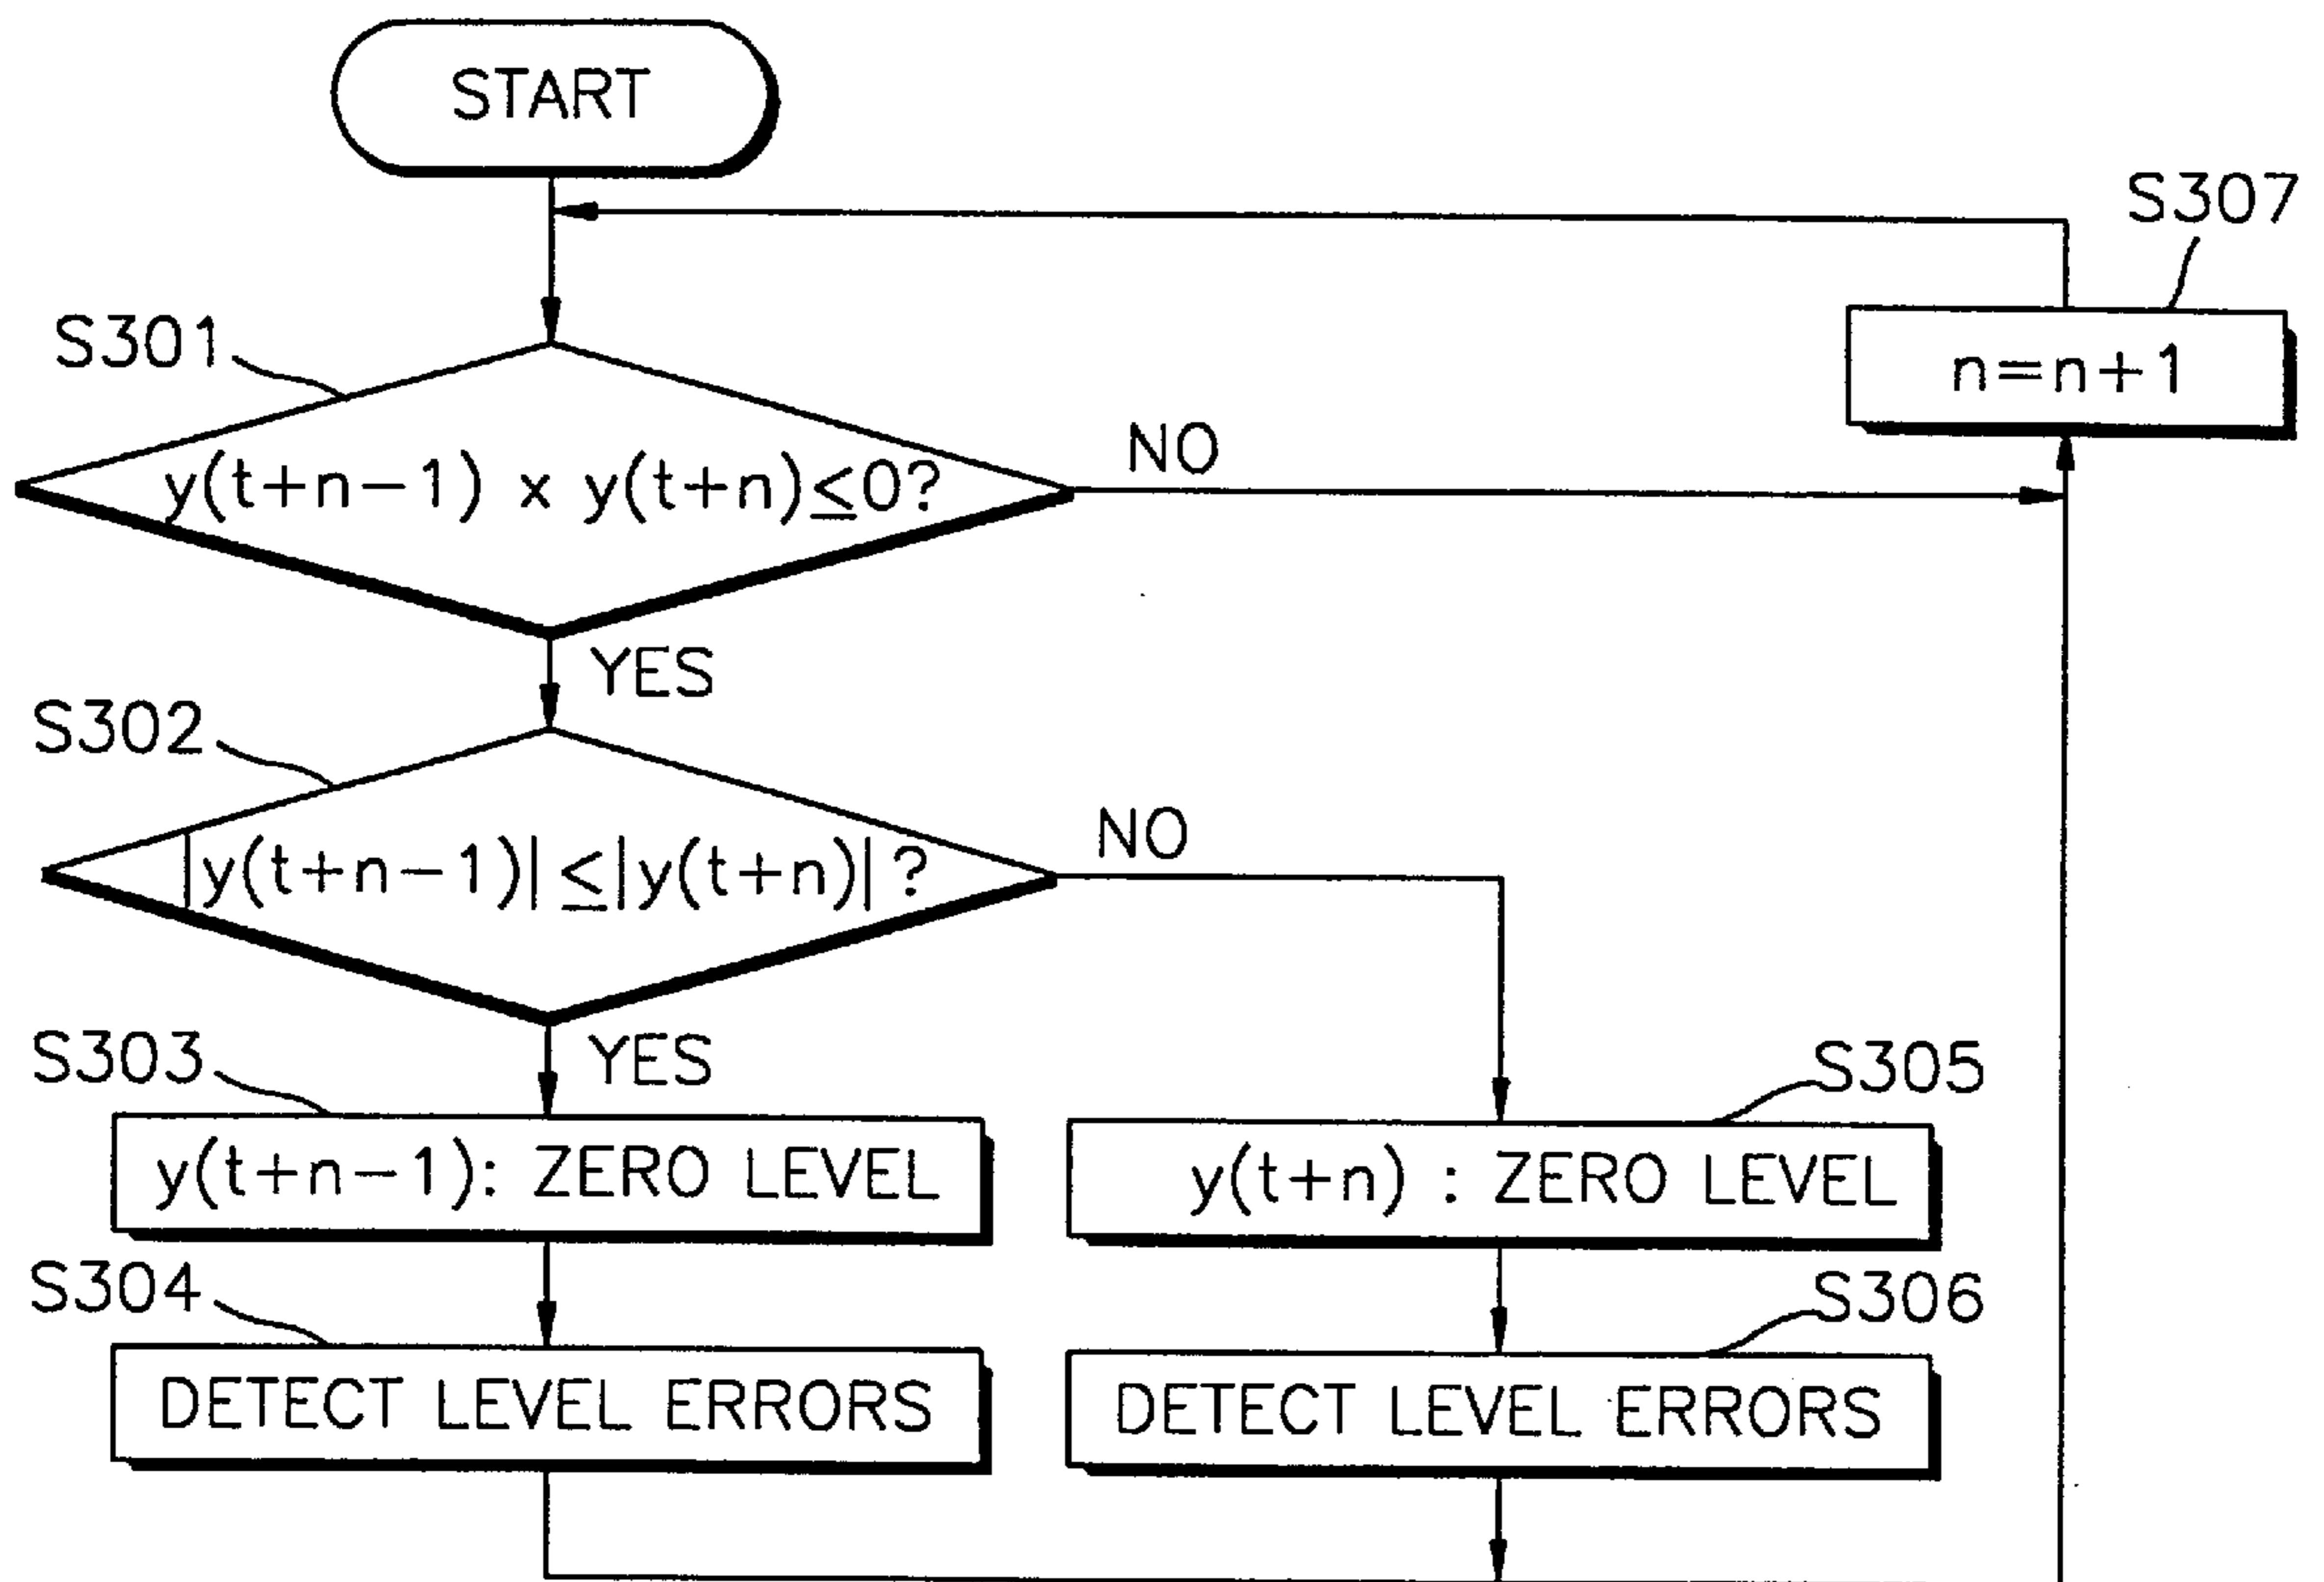 START
S307
n=n+1
S301
y(t+n−1) x y(t+n)≤0?
NO
YES
S302
|y(t+n−1)|≤|y(t+n)|?
NO
YES
S303
y(t+n−1): ZERO LEVEL
S305
y(t+n) : ZERO LEVEL
S304
DETECT LEVEL ERRORS
S306
DETECT LEVEL ERRORS